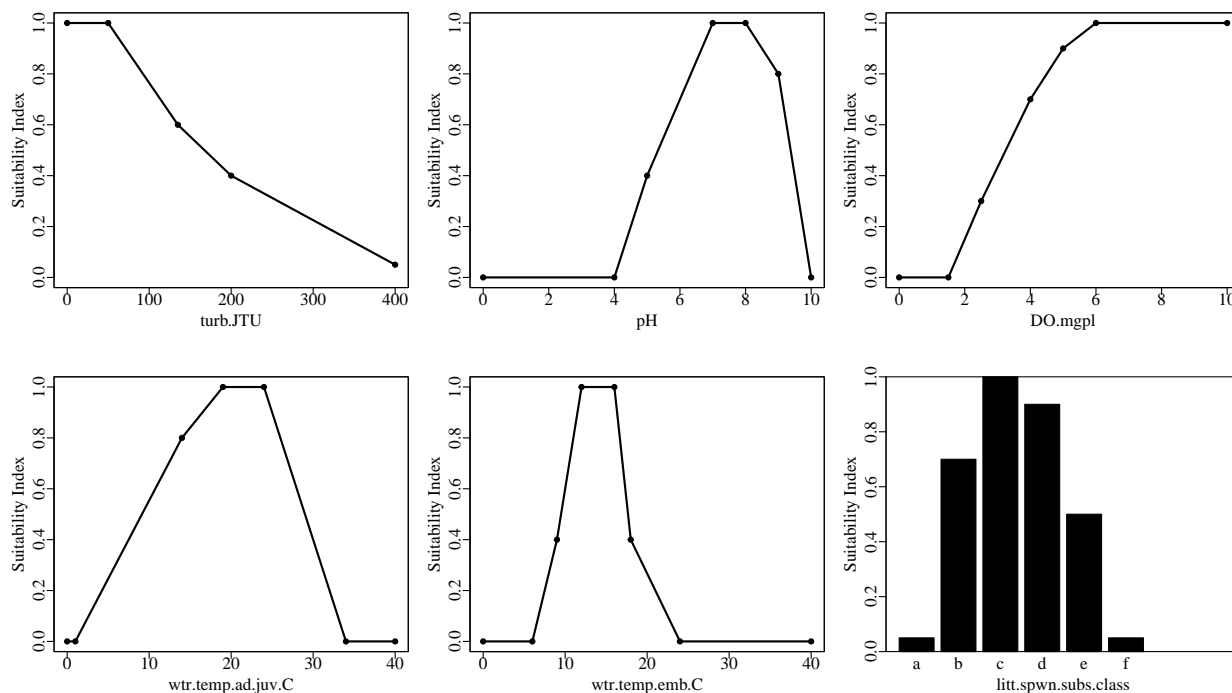 Suitability Index
0.0 0.2 0.4 0.6 0.8 1.0
0 100 200 300 400
turb.JTU
Suitability Index
0.0 0.2 0.4 0.6 0.8 1.0
0 2 4 6 8 10
pH
Suitability Index
0.0 0.2 0.4 0.6 0.8 1.0
0 2 4 6 8 10
DO.mgpl
Suitability Index
0.0 0.2 0.4 0.6 0.8 1.0
0 10 20 30 40
wtr.temp.ad.juv.C
Suitability Index
0.0 0.2 0.4 0.6 0.8 1.0
0 10 20 30 40
wtr.temp.emb.C
Suitability Index
0.0 0.2 0.4 0.6 0.8 1.0
a b c d e f
litt.spwn.subs.class